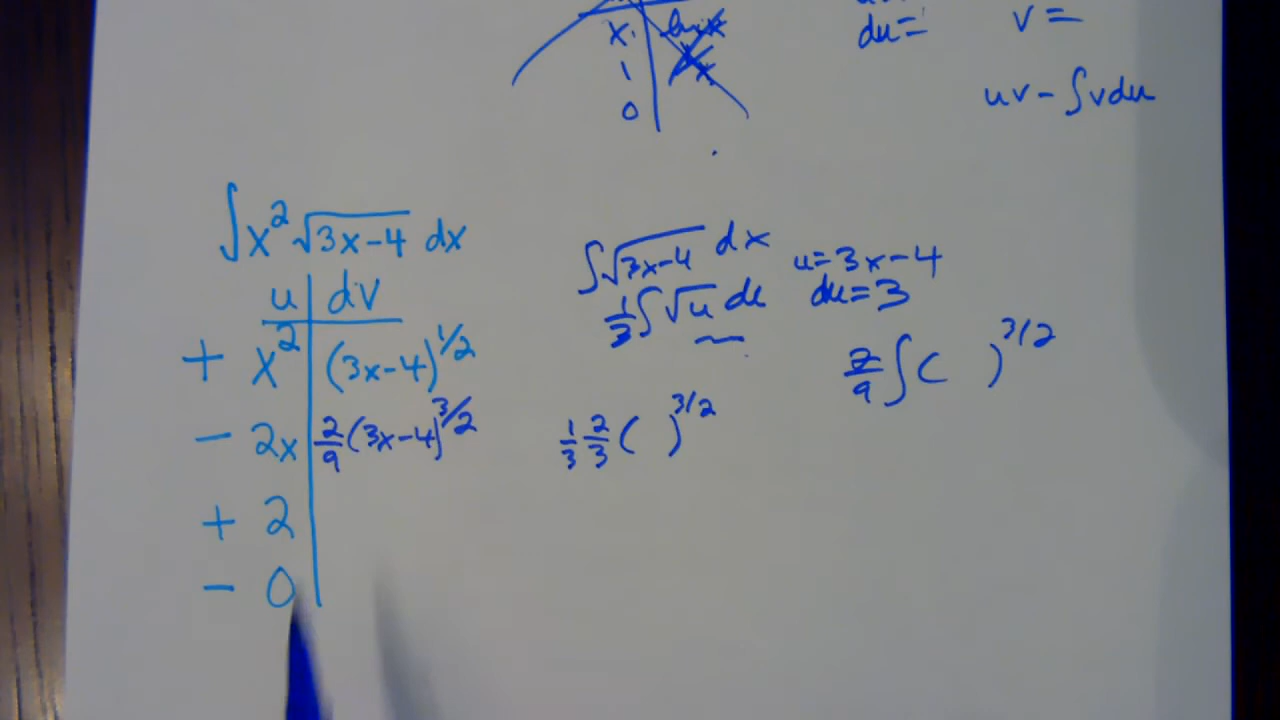 x. ln x
du= v =
1 x
0
uv - ∫vdu
∫x² √3x-4 dx
u | dv
+ x² (3x-4)^1/2
- 2x 2/9 (3x-4)^3/2
+ 2
- 0
∫√3x-4 dx u=3x-4
1/3 ∫ √u du du=3
2/9 ∫( )^3/2
1/3 2/3 ( )^3/2